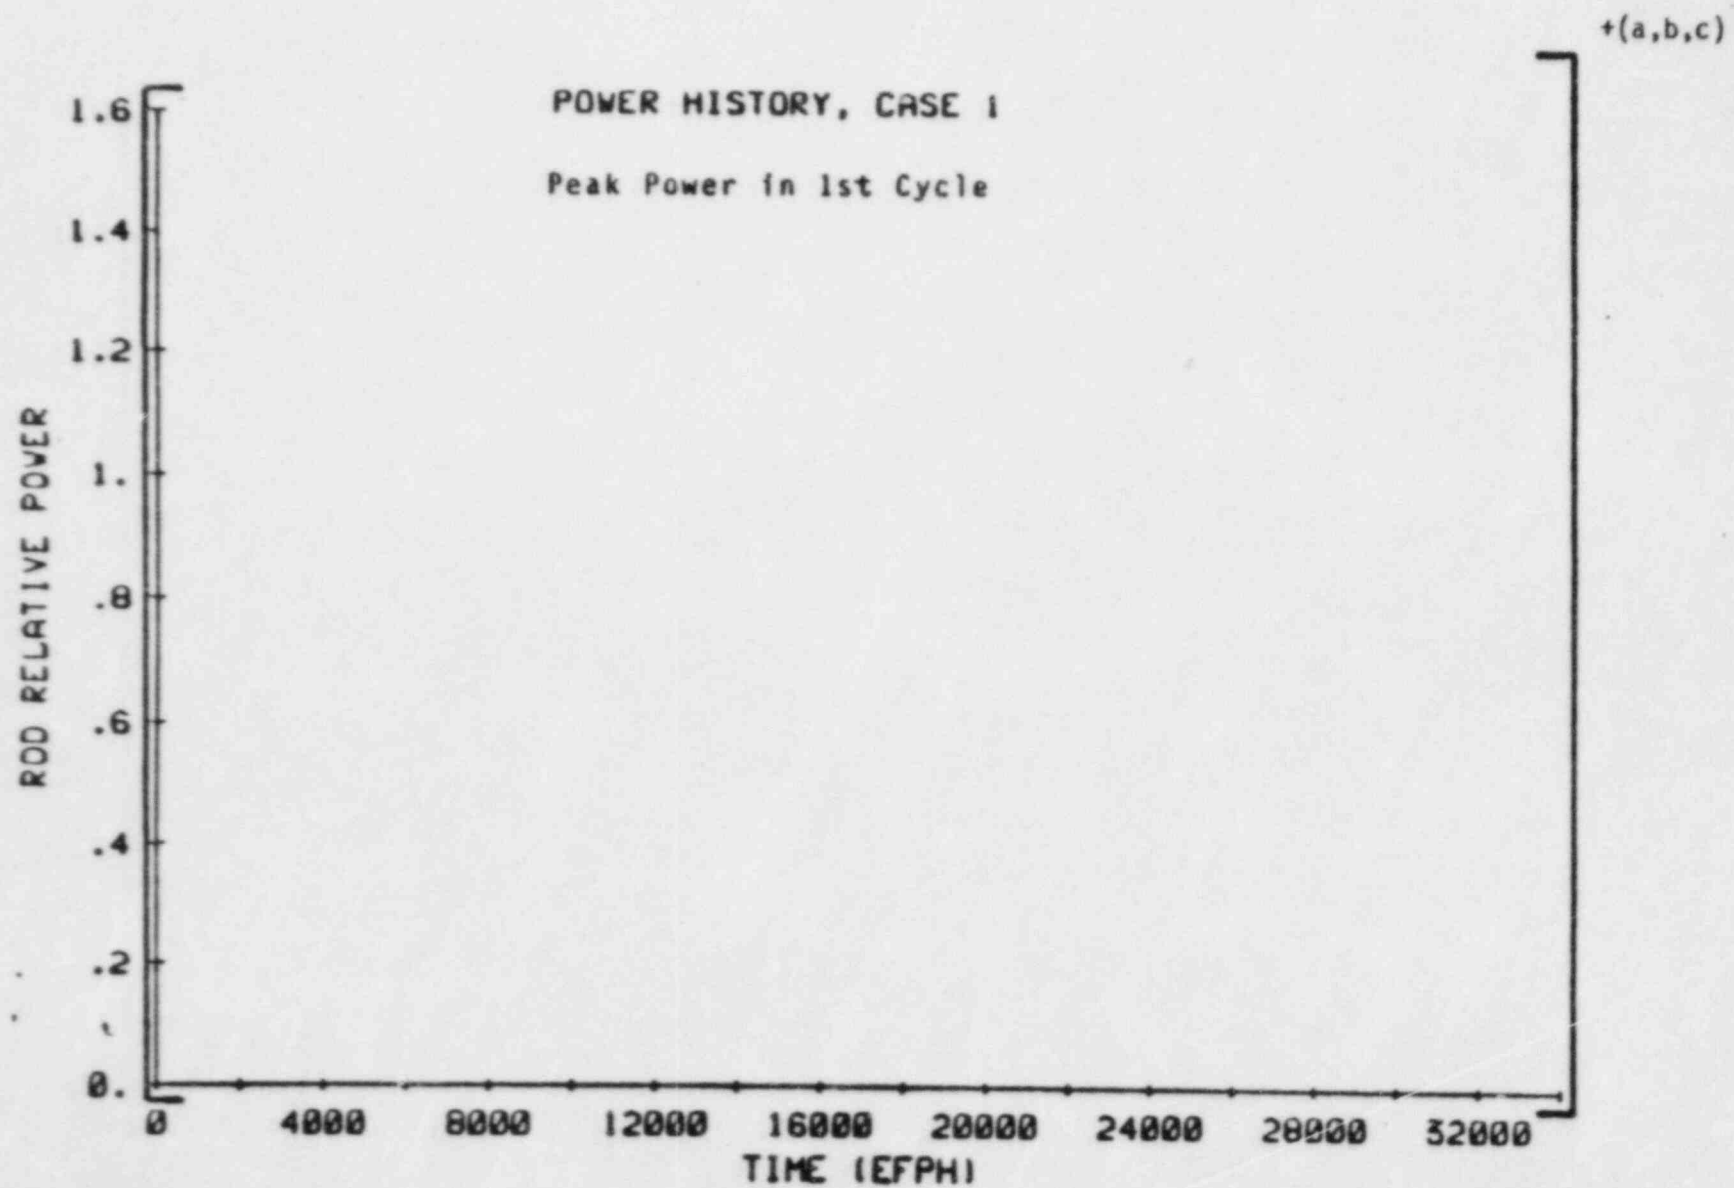 +(a,b,c)
POWER HISTORY, CASE 1
Peak Power in 1st Cycle
1.6
1.4
1.2
1.
.8
.6
.4
.2
0.
ROD RELATIVE POWER
0 4000 8000 12000 16000 20000 24000 28000 32000
TIME (EFPH)